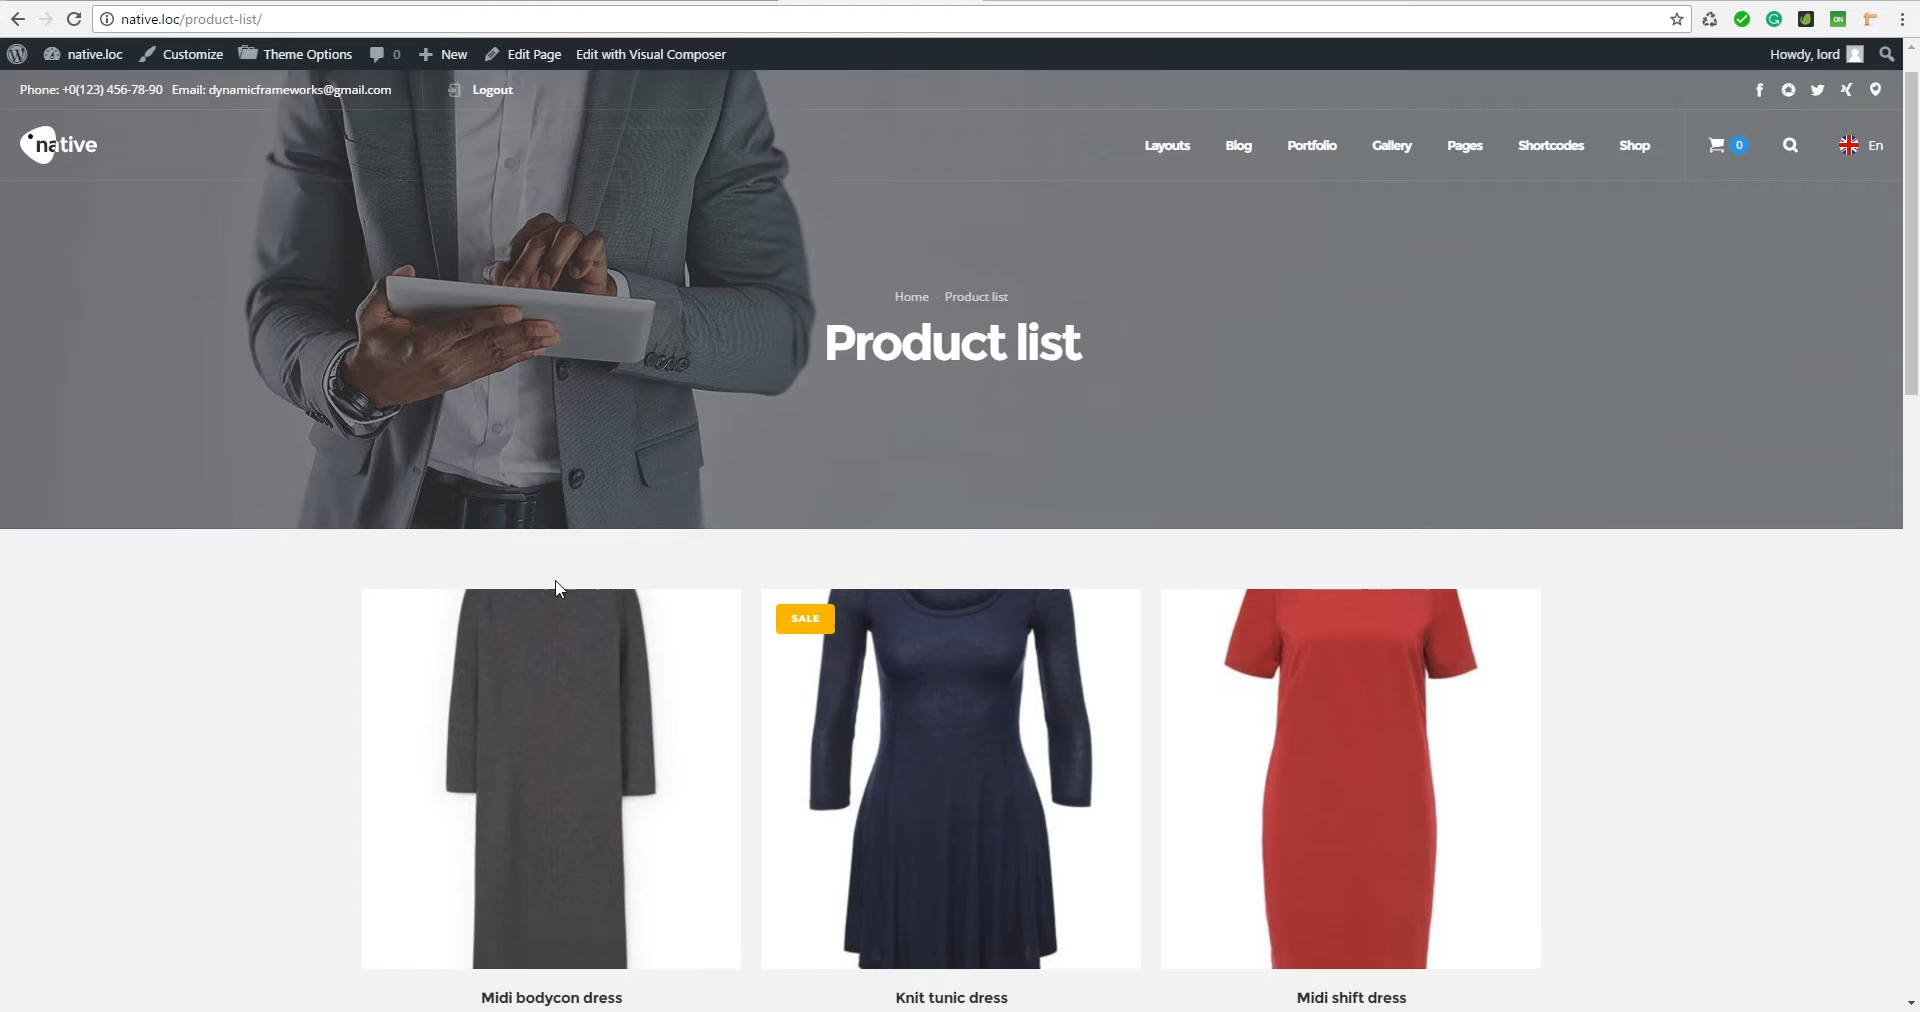 native.loc/product-list/
native.loc Customize Theme Options 0 New Edit Page Edit with Visual Composer Howdy, lord
Phone: +0(123) 456-78-90 Email: dynamicframeworks@gmail.com Logout
native Layouts Blog Portfolio Gallery Pages Shortcodes Shop 0 En
Home · Product list
Product list
SALE
Midi bodycon dress Knit tunic dress Midi shift dress